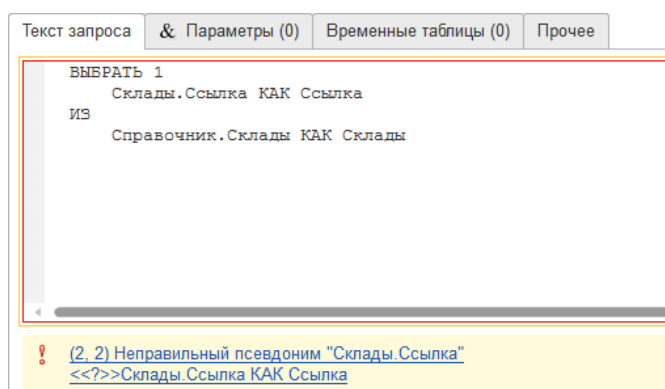 Текст запроса & Параметры (0) Временные таблицы (0) Прочее
ВЫБРАТЬ 1
Склады.Ссылка КАК Ссылка
ИЗ
Справочник.Склады КАК Склады
(2, 2) Неправильный псевдоним "Склады.Ссылка"
<<?>>Склады.Ссылка КАК Ссылка